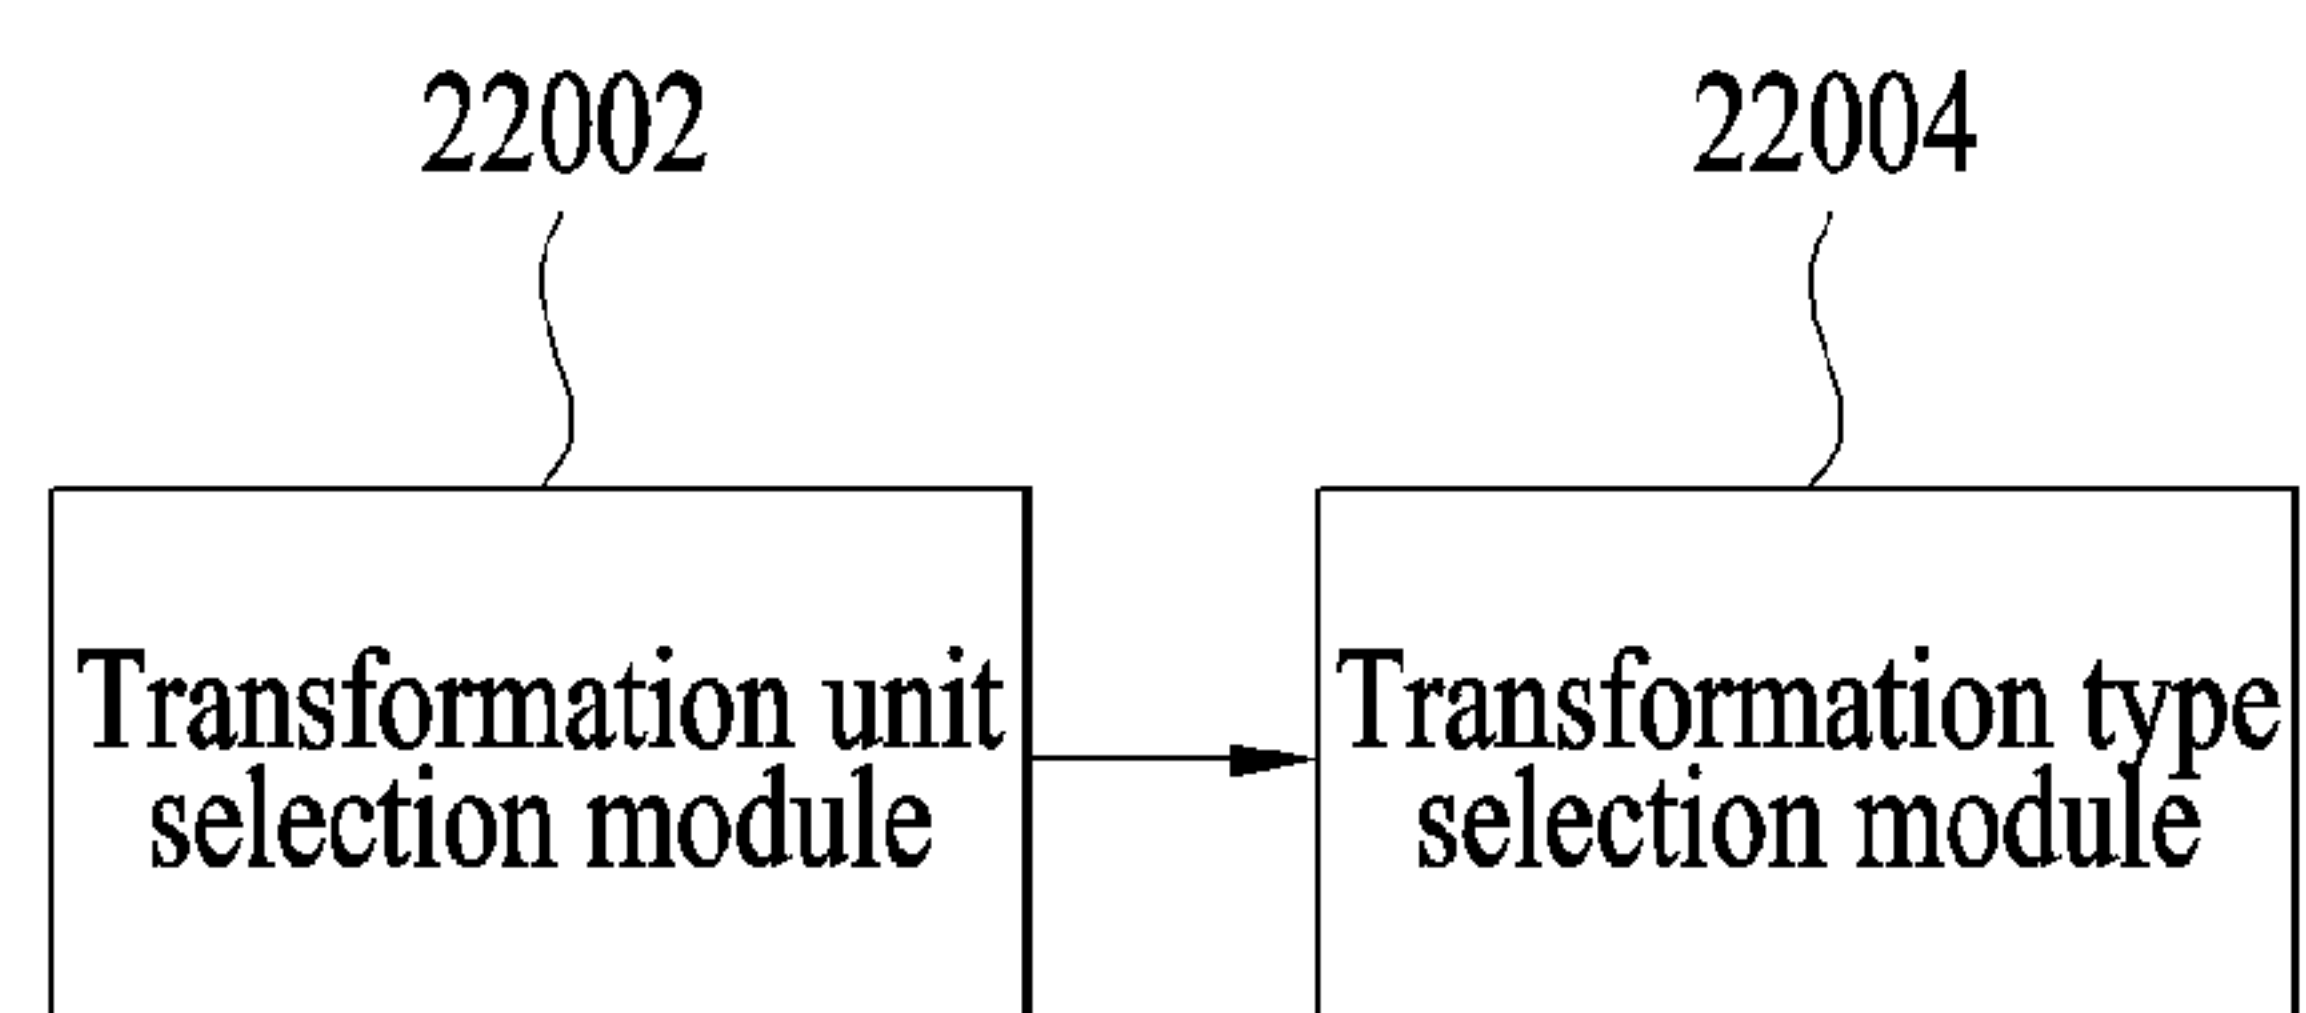 22002
22004
Transformation unit
selection module
Transformation type
selection module